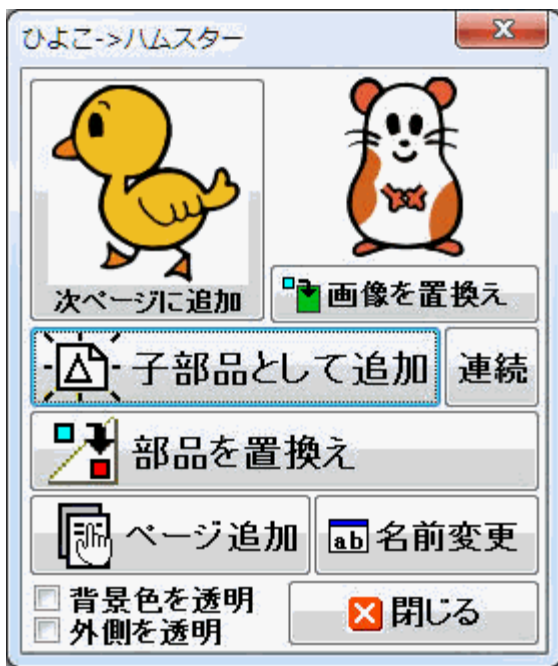 ひよこ->ハムスター
次ページに追加
画像を置換え
子部品として追加
連続
部品を置換え
ページ追加
ab 名前変更
背景色を透明
外側を透明
閉じる